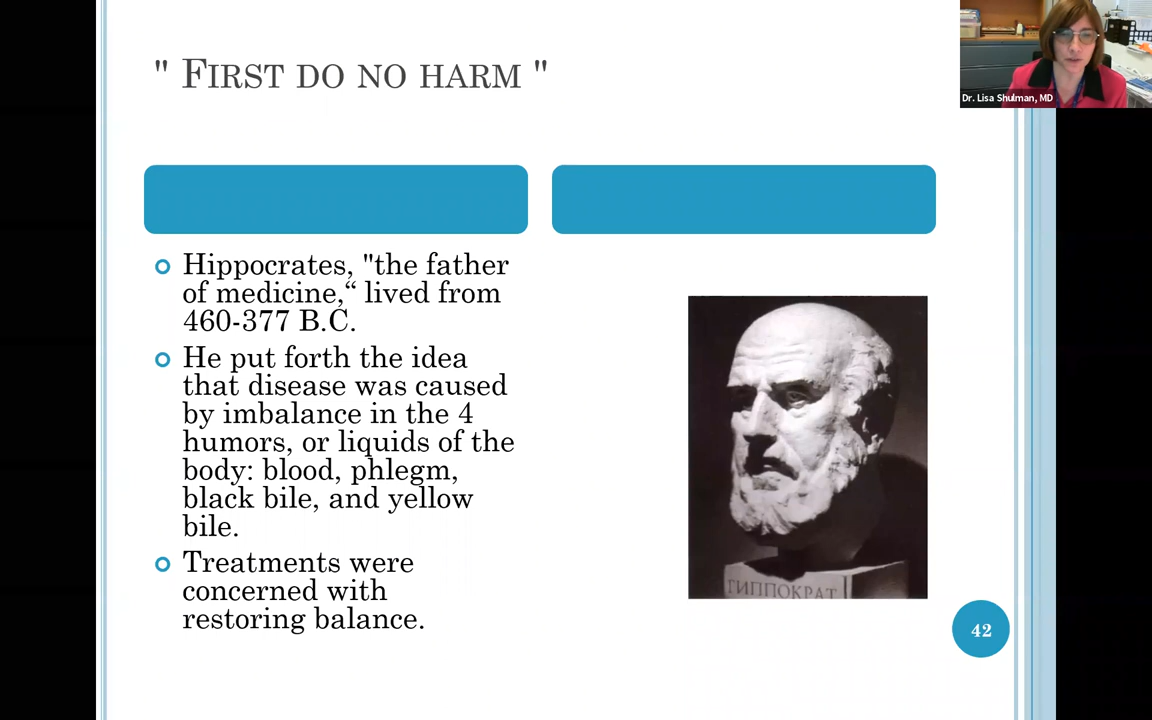 " FIRST DO NO HARM "
Dr. Lisa Shulman, MD
Hippocrates, "the father
of medicine,“ lived from
460-377 B.C.
He put forth the idea
that disease was caused
by imbalance in the 4
humors, or liquids of the
body: blood, phlegm,
black bile, and yellow
bile.
Treatments were
concerned with
restoring balance.
ГИППОКРАТ
42